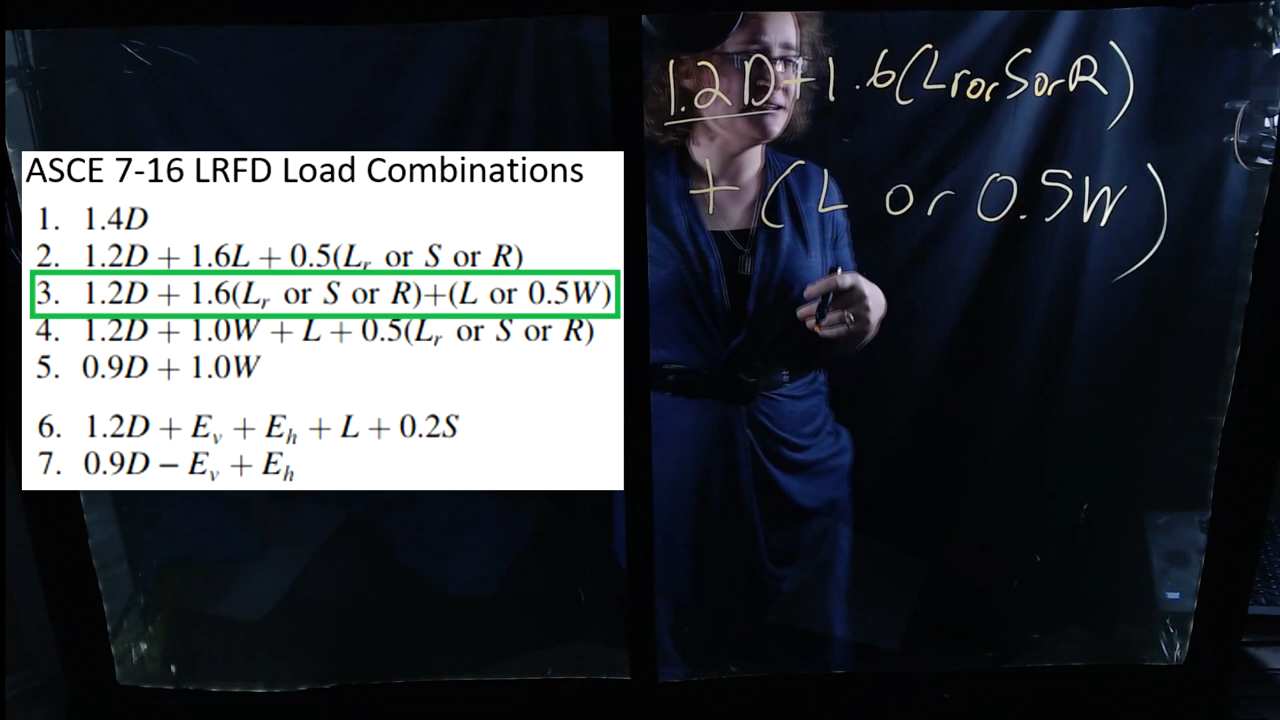 ASCE 7-16 LRFD Load Combinations
1. 1.4D
2. 1.2D + 1.6L + 0.5(Lᵣ or S or R)
3. 1.2D + 1.6(Lᵣ or S or R)+(L or 0.5W)
4. 1.2D + 1.0W + L + 0.5(Lᵣ or S or R)
5. 0.9D + 1.0W
6. 1.2D + Eᵥ + Eₕ + L + 0.2S
7. 0.9D − Eᵥ + Eₕ
1.2D+1.6(Lr or S or R)
+ (L or 0.5W)